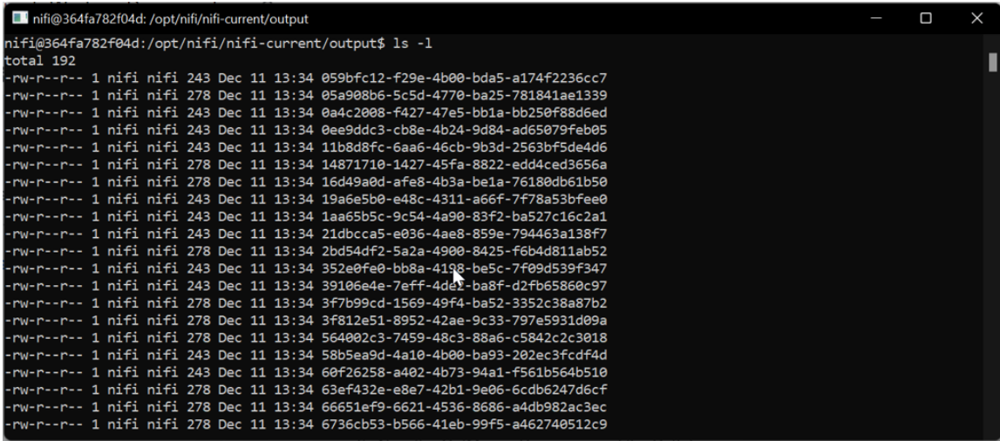 nifi@364fa782f04d: /opt/nifi/nifi-current/output
nifi@364fa782f04d:/opt/nifi/nifi-current/output$ ls -l
total 192
-rw-r--r-- 1 nifi nifi 243 Dec 11 13:34 059bfc12-f29e-4b00-bda5-a174f2236cc7
-rw-r--r-- 1 nifi nifi 278 Dec 11 13:34 05a908b6-5c5d-4770-ba25-781841ae1339
-rw-r--r-- 1 nifi nifi 243 Dec 11 13:34 0a4c2008-f427-47e5-bb1a-bb250f88d6ed
-rw-r--r-- 1 nifi nifi 243 Dec 11 13:34 0ee9ddc3-cb8e-4b24-9d84-ad65079feb05
-rw-r--r-- 1 nifi nifi 243 Dec 11 13:34 11b8d8fc-6aa6-46cb-9b3d-2563bf5de4d6
-rw-r--r-- 1 nifi nifi 278 Dec 11 13:34 14871710-1427-45fa-8822-edd4ced3656a
-rw-r--r-- 1 nifi nifi 278 Dec 11 13:34 16d49a0d-afe8-4b3a-be1a-76180db61b50
-rw-r--r-- 1 nifi nifi 243 Dec 11 13:34 19a6e5b0-e48c-4311-a66f-7f78a53bfee0
-rw-r--r-- 1 nifi nifi 243 Dec 11 13:34 1aa65b5c-9c54-4a90-83f2-ba527c16c2a1
-rw-r--r-- 1 nifi nifi 243 Dec 11 13:34 21dbcca5-e036-4ae8-859e-794463a138f7
-rw-r--r-- 1 nifi nifi 278 Dec 11 13:34 2bd54df2-5a2a-4900-8425-f6b4d811ab52
-rw-r--r-- 1 nifi nifi 243 Dec 11 13:34 352e0fe0-bb8a-4198-be5c-7f09d539f347
-rw-r--r-- 1 nifi nifi 243 Dec 11 13:34 39106e4e-7eff-4de2-ba8f-d2fb65860c97
-rw-r--r-- 1 nifi nifi 278 Dec 11 13:34 3f7b99cd-1569-49f4-ba52-3352c38a87b2
-rw-r--r-- 1 nifi nifi 278 Dec 11 13:34 3f812e51-8952-42ae-9c33-797e5931d09a
-rw-r--r-- 1 nifi nifi 278 Dec 11 13:34 564002c3-7459-48c3-88a6-c5842c2c3018
-rw-r--r-- 1 nifi nifi 243 Dec 11 13:34 58b5ea9d-4a10-4b00-ba93-202ec3fcdf4d
-rw-r--r-- 1 nifi nifi 243 Dec 11 13:34 60f26258-a402-4b73-94a1-f561b564b510
-rw-r--r-- 1 nifi nifi 278 Dec 11 13:34 63ef432e-e8e7-42b1-9e06-6cdb6247d6cf
-rw-r--r-- 1 nifi nifi 278 Dec 11 13:34 66651ef9-6621-4536-8686-a4db982ac3ec
-rw-r--r-- 1 nifi nifi 278 Dec 11 13:34 6736cb53-b566-41eb-99f5-a462740512c9